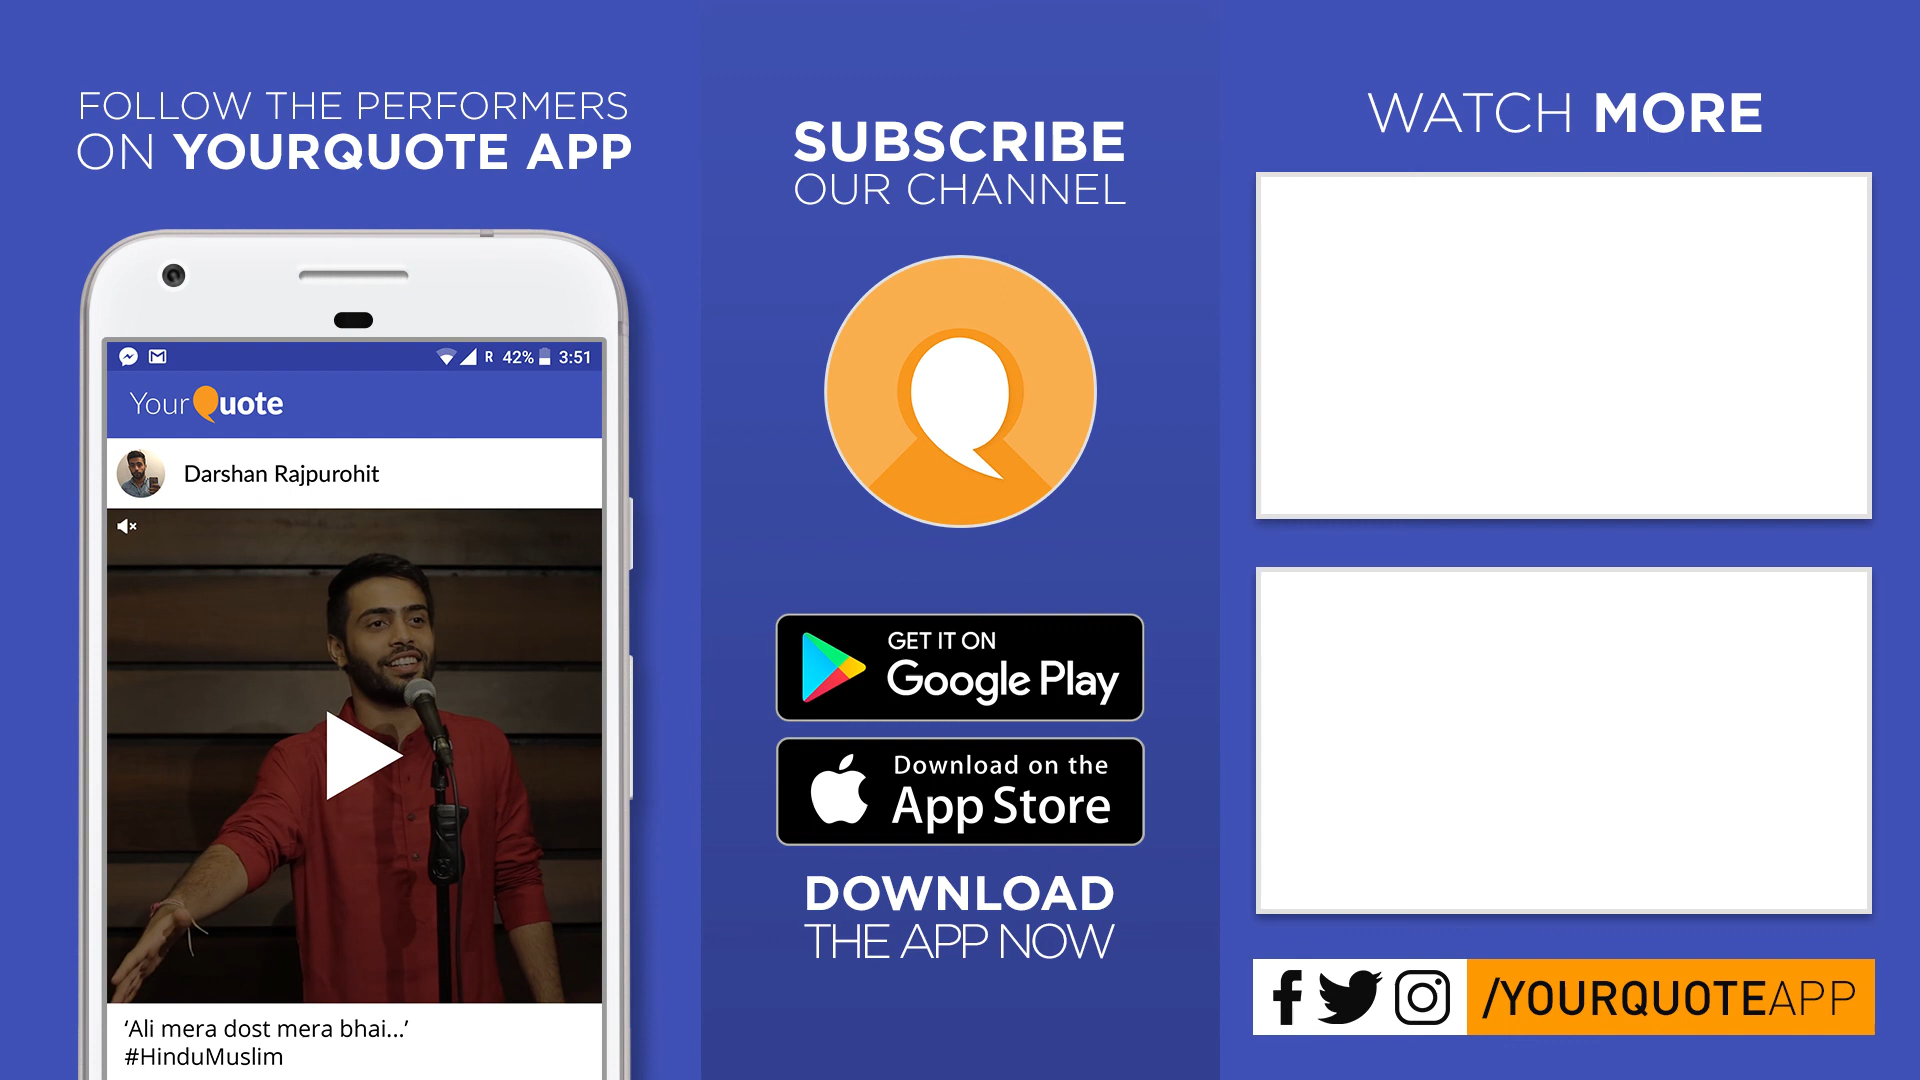 FOLLOW THE PERFORMERS
ON YOURQUOTE APP
R 42% 3:51
YourQuote
Darshan Rajpurohit
‘Ali mera dost mera bhai...’
#HinduMuslim
SUBSCRIBE
OUR CHANNEL
GET IT ON
Google Play
Download on the
App Store
DOWNLOAD
THE APP NOW
WATCH MORE
/YOURQUOTEAPP